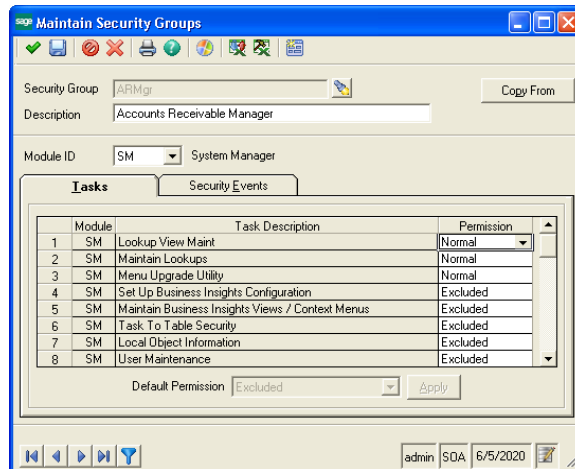 sage Maintain Security Groups
Security Group ARMgr Copy From
Description Accounts Receivable Manager
Module ID SM System Manager
Tasks Security Events
Module Task Description Permission
1 SM Lookup View Maint Normal
2 SM Maintain Lookups Normal
3 SM Menu Upgrade Utility Normal
4 SM Set Up Business Insights Configuration Excluded
5 SM Maintain Business Insights Views / Context Menus Excluded
6 SM Task To Table Security Excluded
7 SM Local Object Information Excluded
8 SM User Maintenance Excluded
Default Permission Excluded Apply
admin SOA 6/5/2020